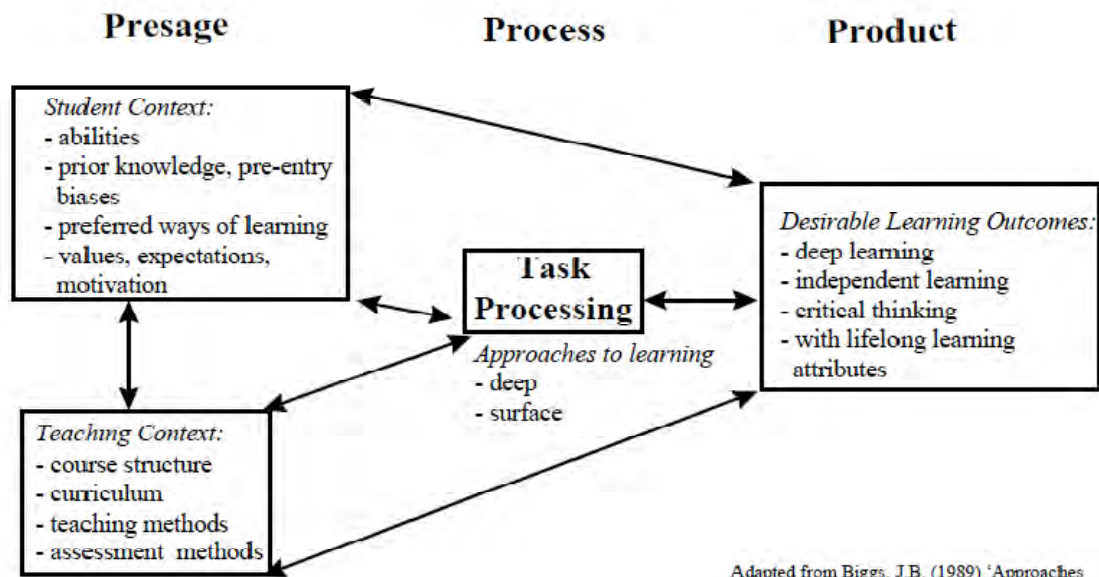 Presage
Process
Product
Student Context:
- abilities
- prior knowledge, pre-entry
biases
- preferred ways of learning
- values, expectations,
motivation
Task
Processing
Approaches to learning
- deep
- surface
Desirable Learning Outcomes:
- deep learning
- independent learning
- critical thinking
- with lifelong learning
attributes
Teaching Context:
- course structure
- curriculum
- teaching methods
- assessment methods
Adapted from Biggs, J.B. (1989) ‘Approaches